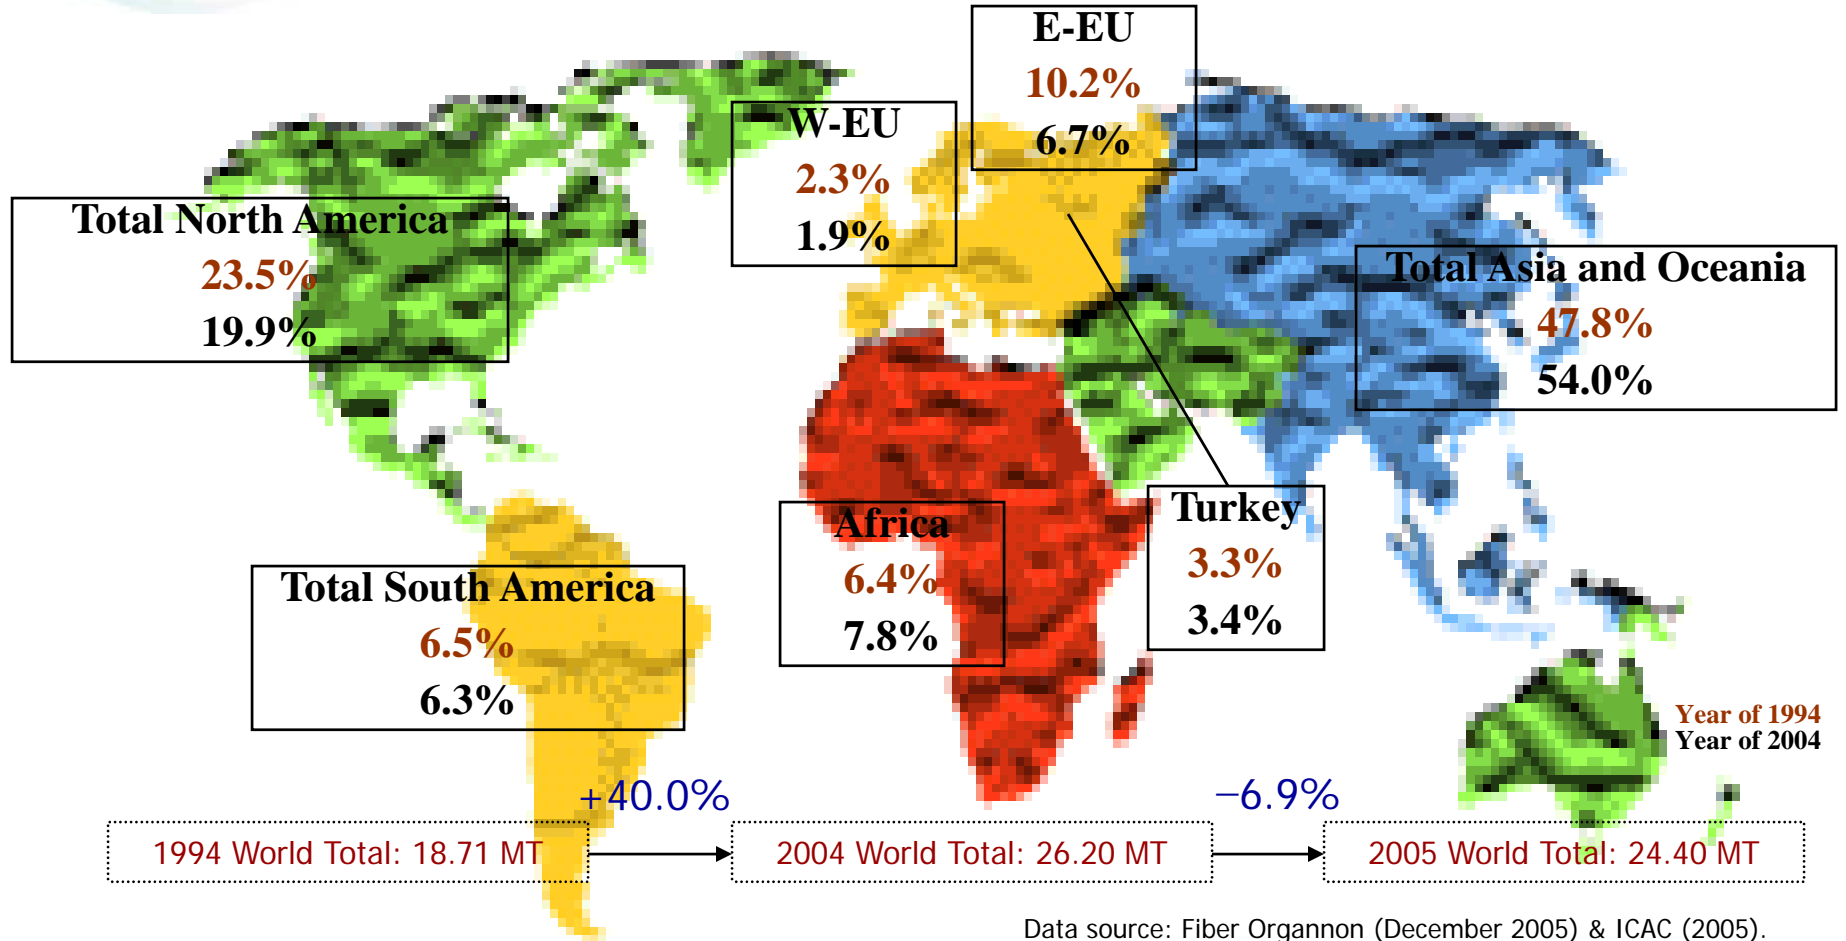 E-EU
10.2%
6.7%
W-EU
2.3%
1.9%
Total North America
23.5%
19.9%
Total Asia and Oceania
47.8%
54.0%
Turkey
3.3%
3.4%
Africa
6.4%
7.8%
Total South America
6.5%
6.3%
Year of 1994
Year of 2004
+40.0%
−6.9%
1994 World Total: 18.71 MT
2004 World Total: 26.20 MT
2005 World Total: 24.40 MT
Data source: Fiber Organnon (December 2005) & ICAC (2005).